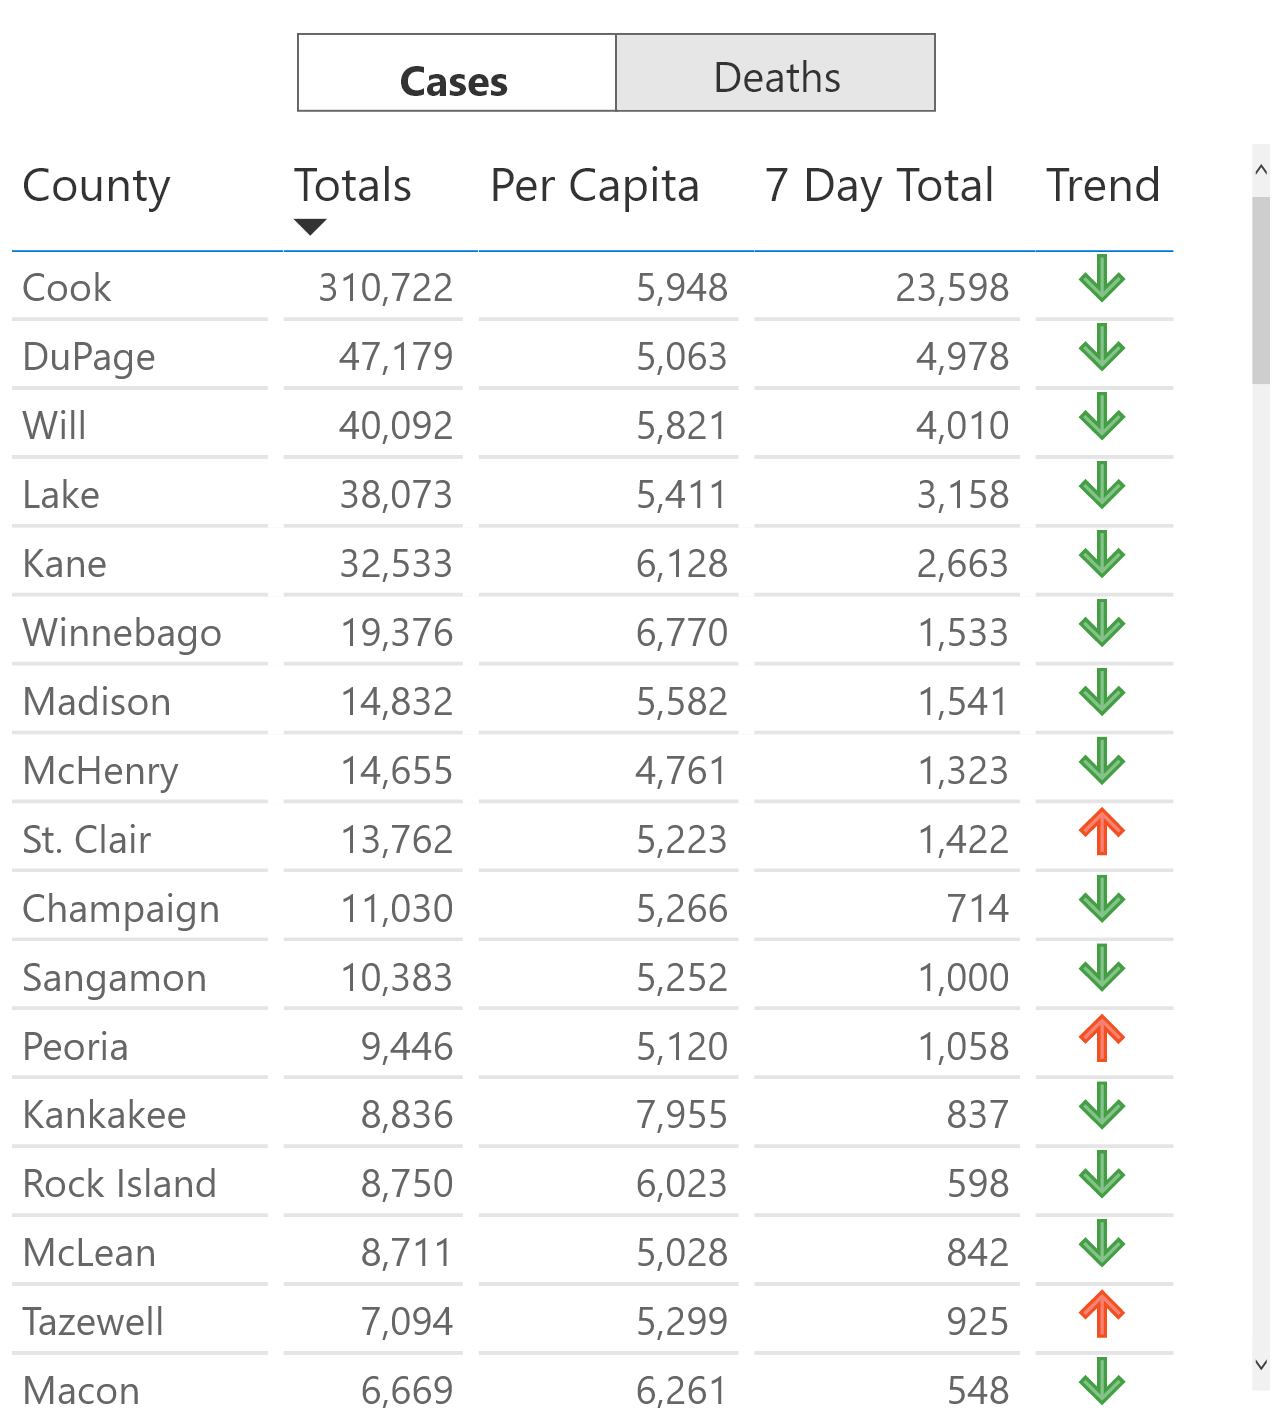 Cases Deaths
County Totals Per Capita 7 Day Total Trend
Cook 310,722 5,948 23,598
DuPage 47,179 5,063 4,978
Will 40,092 5,821 4,010
Lake 38,073 5,411 3,158
Kane 32,533 6,128 2,663
Winnebago 19,376 6,770 1,533
Madison 14,832 5,582 1,541
McHenry 14,655 4,761 1,323
St. Clair 13,762 5,223 1,422
Champaign 11,030 5,266 714
Sangamon 10,383 5,252 1,000
Peoria 9,446 5,120 1,058
Kankakee 8,836 7,955 837
Rock Island 8,750 6,023 598
McLean 8,711 5,028 842
Tazewell 7,094 5,299 925
Macon 6,669 6,261 548